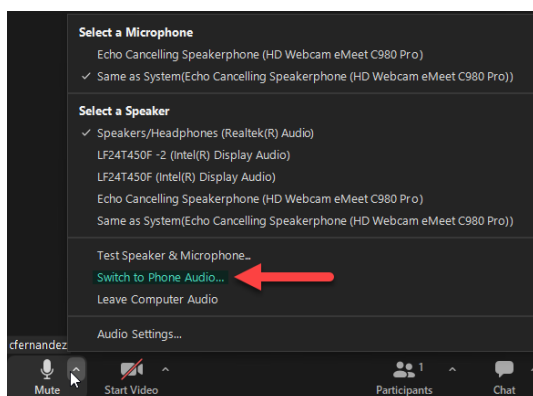 Select a Microphone
Echo Cancelling Speakerphone (HD Webcam eMeet C980 Pro)
✓ Same as System(Echo Cancelling Speakerphone (HD Webcam eMeet C980 Pro))
Select a Speaker
✓ Speakers/Headphones (Realtek(R) Audio)
LF24T450F -2 (Intel(R) Display Audio)
LF24T450F (Intel(R) Display Audio)
Echo Cancelling Speakerphone (HD Webcam eMeet C980 Pro)
Same as System(Echo Cancelling Speakerphone (HD Webcam eMeet C980 Pro))
Test Speaker & Microphone...
Switch to Phone Audio...
Leave Computer Audio
Audio Settings...
cfernandez
1
Mute Start Video Participants Chat